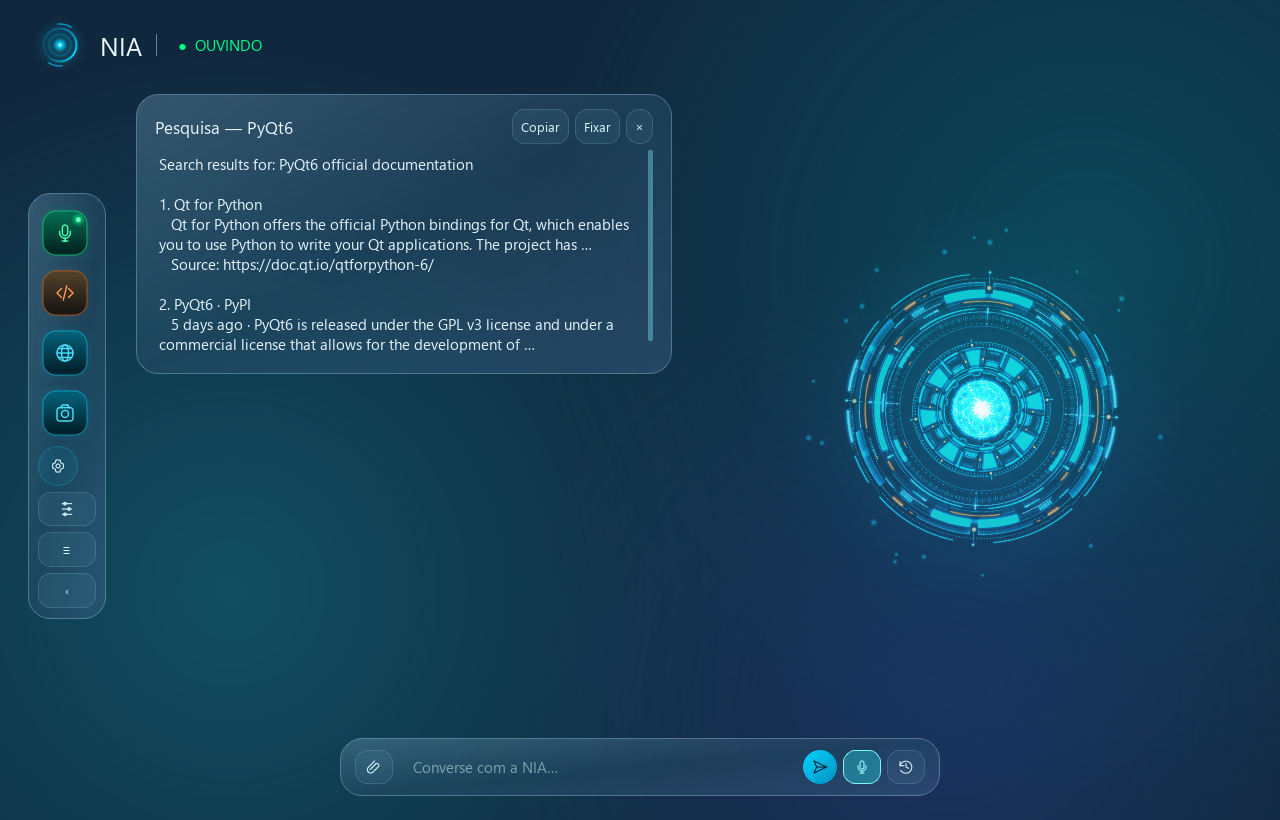 NIA
● OUVINDO
Pesquisa — PyQt6
Copiar
Fixar
×
Search results for: PyQt6 official documentation
1. Qt for Python
Qt for Python offers the official Python bindings for Qt, which enables
you to use Python to write your Qt applications. The project has ...
Source: https://doc.qt.io/qtforpython-6/
2. PyQt6 · PyPI
5 days ago · PyQt6 is released under the GPL v3 license and under a
commercial license that allows for the development of ...
Converse com a NIA...